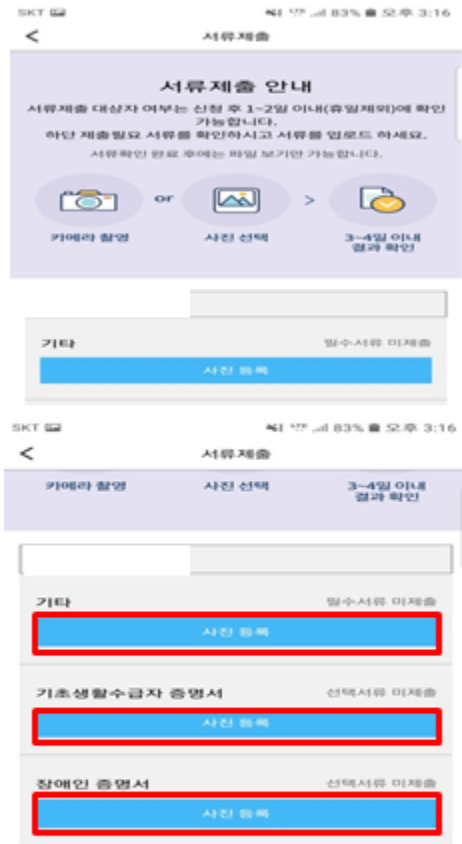 SKT 83% 오후 3:16
< 서류제출
서류제출 안내
서류제출 대상자 여부는 신청 후 1~2일 이내(휴일제외)에 확인
가능합니다.
하단 제출필요 서류를 확인하시고 서류를 업로드 하세요.
서류확인 완료 후에는 파일 보기만 가능합니다.
or >
카메라 촬영 사진 선택 3~4일 이내
결과 확인
기타 필수서류 미제출
사진 등록
SKT 83% 오후 3:16
< 서류제출
카메라 촬영 사진 선택 3~4일 이내
결과 확인
기타 필수서류 미제출
사진 등록
기초생활수급자 증명서 선택서류 미제출
사진 등록
장애인 증명서 선택서류 미제출
사진 등록